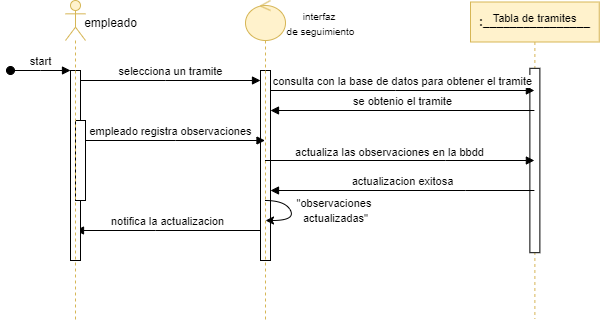 empleado
interfaz
de seguimiento
Tabla de tramites
:__________________
start
selecciona un tramite
consulta con la base de datos para obtener el tramite
se obtenio el tramite
empleado registra observaciones
actualiza las observaciones en la bbdd
actualizacion exitosa
"observaciones
actualizadas"
notifica la actualizacion